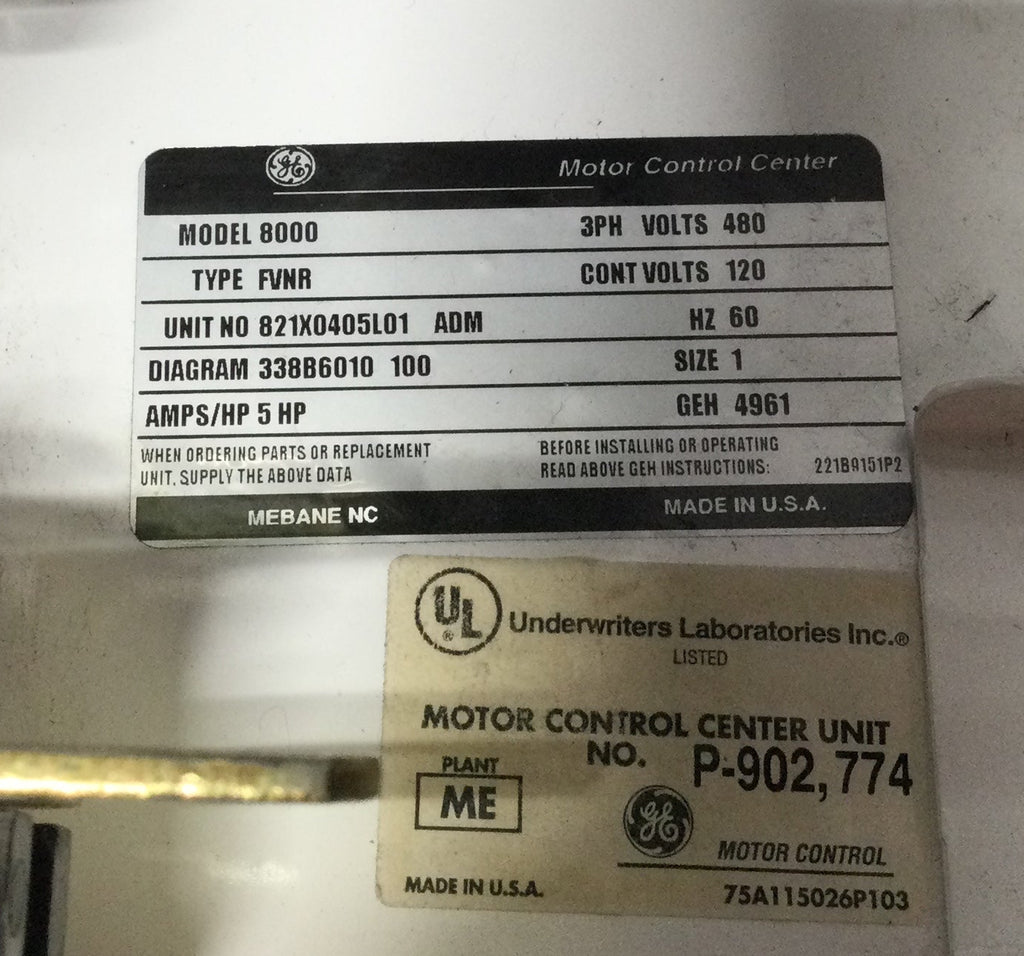 GE Motor Control Center
MODEL 8000 3PH VOLTS 480
TYPE FVNR CONT VOLTS 120
UNIT NO 821X0405L01 ADM HZ 60
DIAGRAM 338B6010 100 SIZE 1
AMPS/HP 5 HP GEH 4961
WHEN ORDERING PARTS OR REPLACEMENT
UNIT, SUPPLY THE ABOVE DATA
BEFORE INSTALLING OR OPERATING
READ ABOVE GEH INSTRUCTIONS: 221B9151P2
MEBANE NC MADE IN U.S.A.
UL ® Underwriters Laboratories Inc.®
LISTED
MOTOR CONTROL CENTER UNIT
NO. P-902,774
PLANT
ME
GE MOTOR CONTROL
MADE IN U.S.A. 75A115026P103